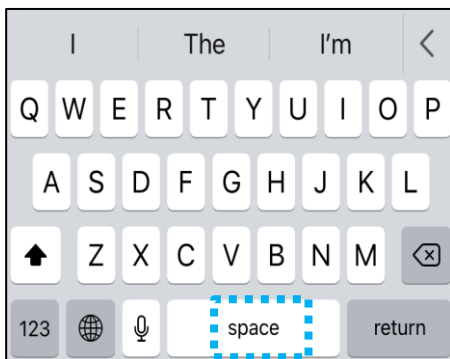 I The I'm
Q W E R T Y U I O P
A S D F G H J K L
Z X C V B N M
123 space return